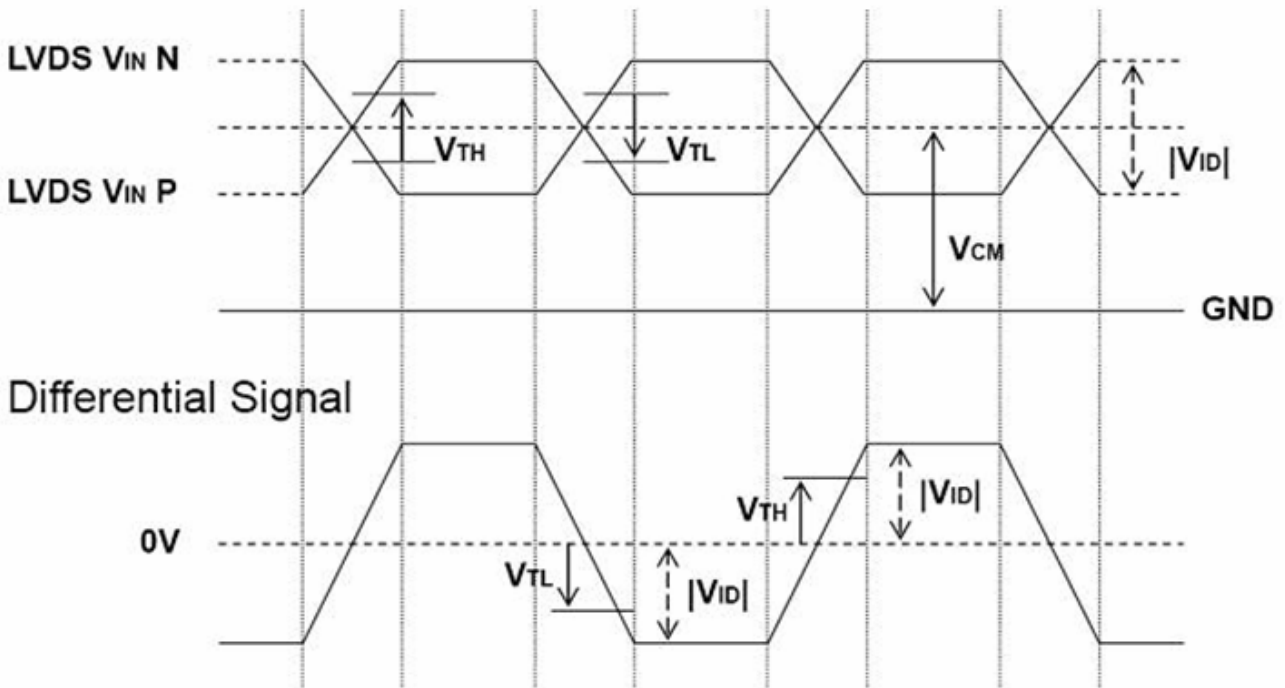 LVDS VIN N
VTH
VTL
|VID|
LVDS VIN P
VCM
GND
Differential Signal
|VID|
VTH
0V
VTL
|VID|